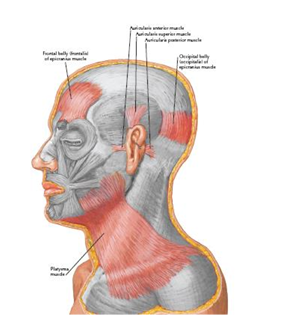 Auricularis anterior muscle
Auricularis superior muscle
Auricularis posterior muscle
Frontal belly (frontalis)
of epicranius muscle
Occipital belly
(occipitalis) of
epicranius muscle
Platysma
muscle